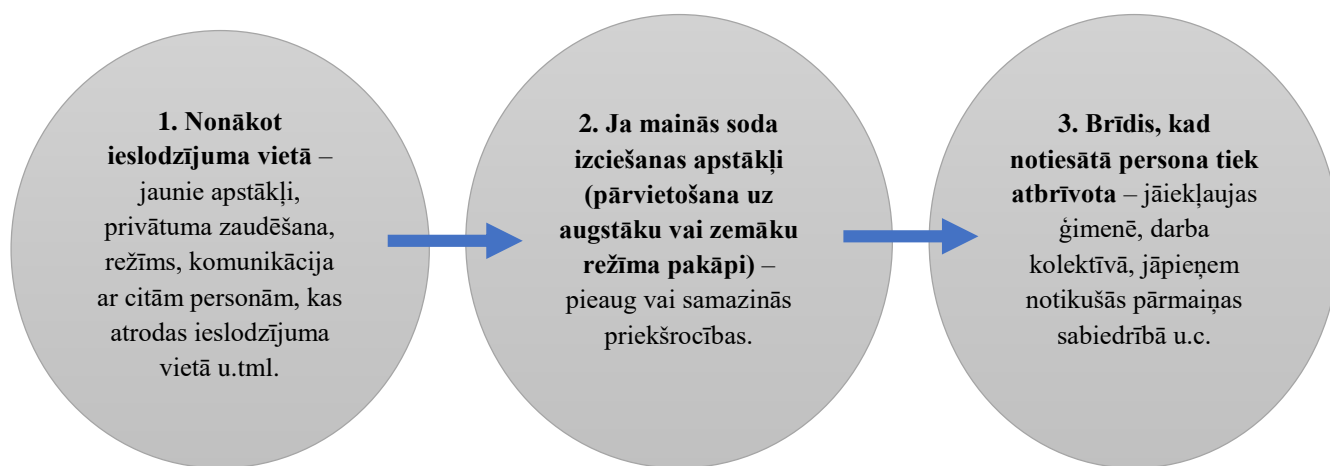 1. Nonākot
ieslodzījuma vietā –
jaunie apstākļi,
privātuma zaudēšana,
režīms, komunikācija
ar citām personām, kas
atrodas ieslodzījuma
vietā u.tml.
2. Ja mainās soda
izciešanas apstākļi
(pārvietošana uz
augstāku vai zemāku
režīma pakāpi) –
pieaug vai samazinās
priekšrocības.
3. Brīdis, kad
notiesātā persona tiek
atbrīvota – jāiekļaujas
ģimenē, darba
kolektīvā, jāpieņem
notikušās pārmaiņas
sabiedrībā u.c.